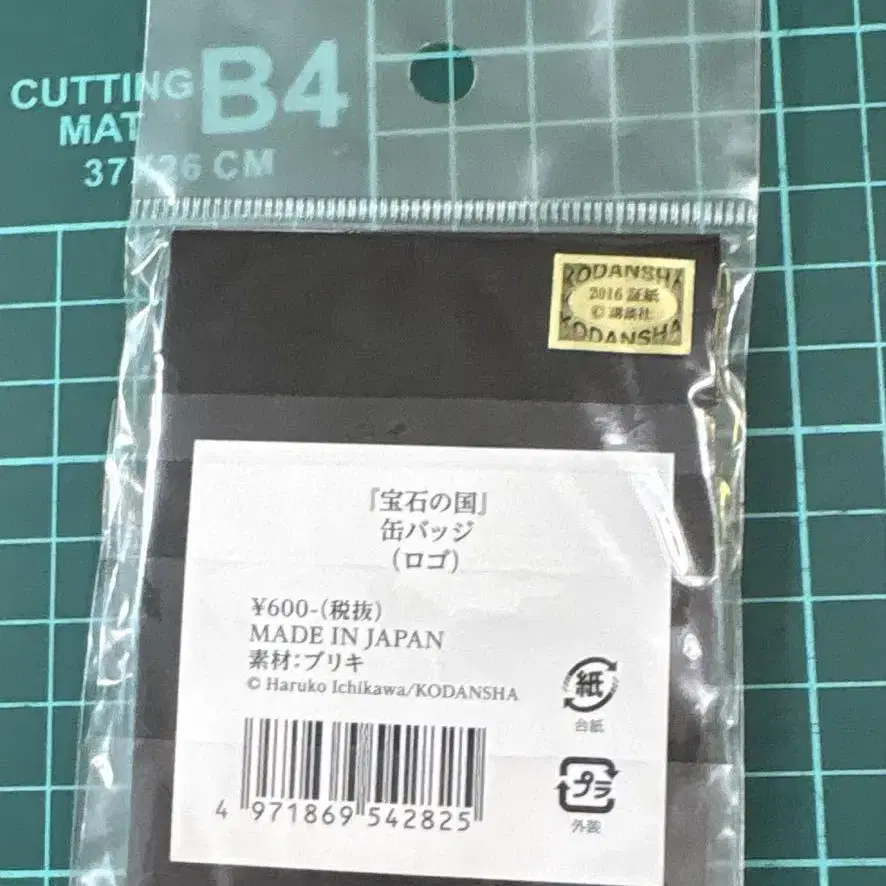 CUTTING
MAT
B4
37X26 CM
KODANSHA
2016 証紙
© 講談社
KODANSHA
『宝石の国』
缶バッジ
(ロゴ)
¥600-(税抜)
MADE IN JAPAN
素材:ブリキ
© Haruko Ichikawa/KODANSHA
紙
台紙
プラ
外装
4 971869 542825